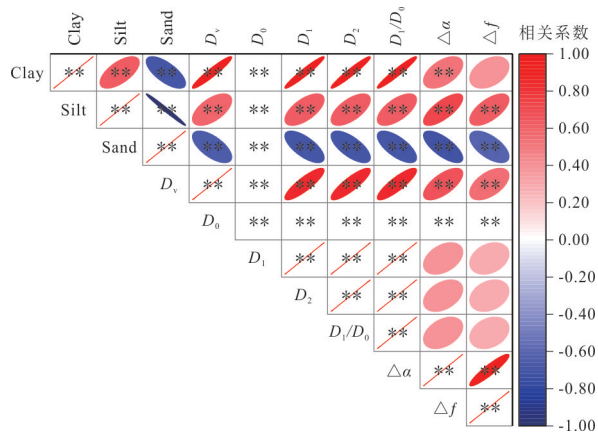 Clay Silt Sand Dv D0 D1 D2 D1/D0 △α △f 相关系数
Clay ** ** ** ** ** ** ** ** ** 1.00
Silt ** ** ** ** ** ** ** ** ** 0.80
0.60
Sand ** ** ** ** ** ** ** ** 0.40
Dv ** ** ** ** ** ** ** 0.20
D0 ** ** ** ** ** ** 0.00
D1 ** ** ** -0.20
D2 ** ** -0.40
D1/D0 ** -0.60
△α ** ** -0.80
△f ** -1.00